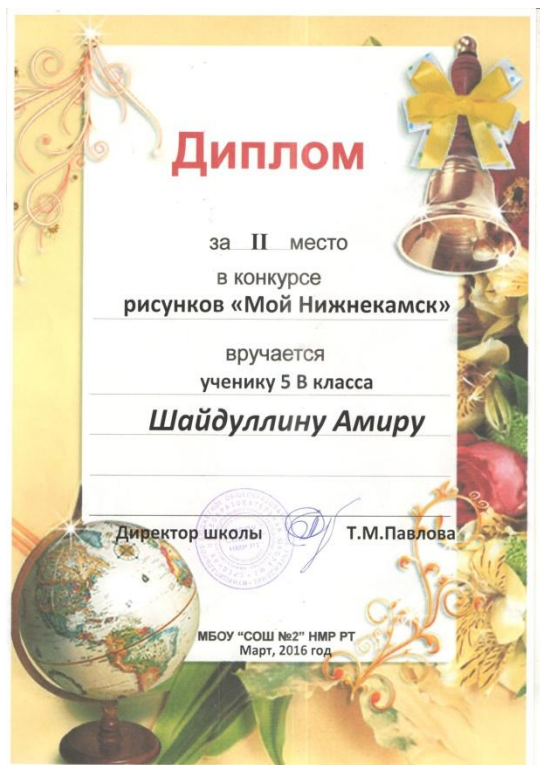 Диплом
за II место
в конкурсе
рисунков «Мой Нижнекамск»
вручается
ученику 5 В класса
Шайдуллину Амиру
Директор школы Т.М.Павлова
МБОУ "СОШ №2" НМР РТ
Март, 2016 год